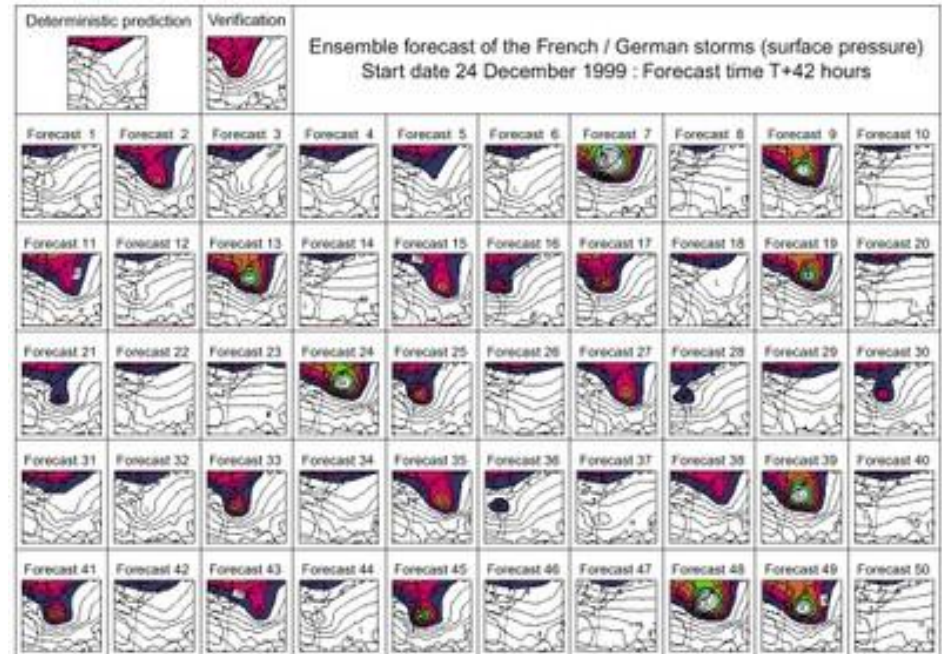 Deterministic prediction Verification
Ensemble forecast of the French / German storms (surface pressure)
Start date 24 December 1999 : Forecast time T+42 hours
Forecast 1 Forecast 2 Forecast 3 Forecast 4 Forecast 5 Forecast 6 Forecast 7 Forecast 8 Forecast 9 Forecast 10
Forecast 11 Forecast 12 Forecast 13 Forecast 14 Forecast 15 Forecast 16 Forecast 17 Forecast 18 Forecast 19 Forecast 20
Forecast 21 Forecast 22 Forecast 23 Forecast 24 Forecast 25 Forecast 26 Forecast 27 Forecast 28 Forecast 29 Forecast 30
Forecast 31 Forecast 32 Forecast 33 Forecast 34 Forecast 35 Forecast 36 Forecast 37 Forecast 38 Forecast 39 Forecast 40
Forecast 41 Forecast 42 Forecast 43 Forecast 44 Forecast 45 Forecast 46 Forecast 47 Forecast 48 Forecast 49 Forecast 50